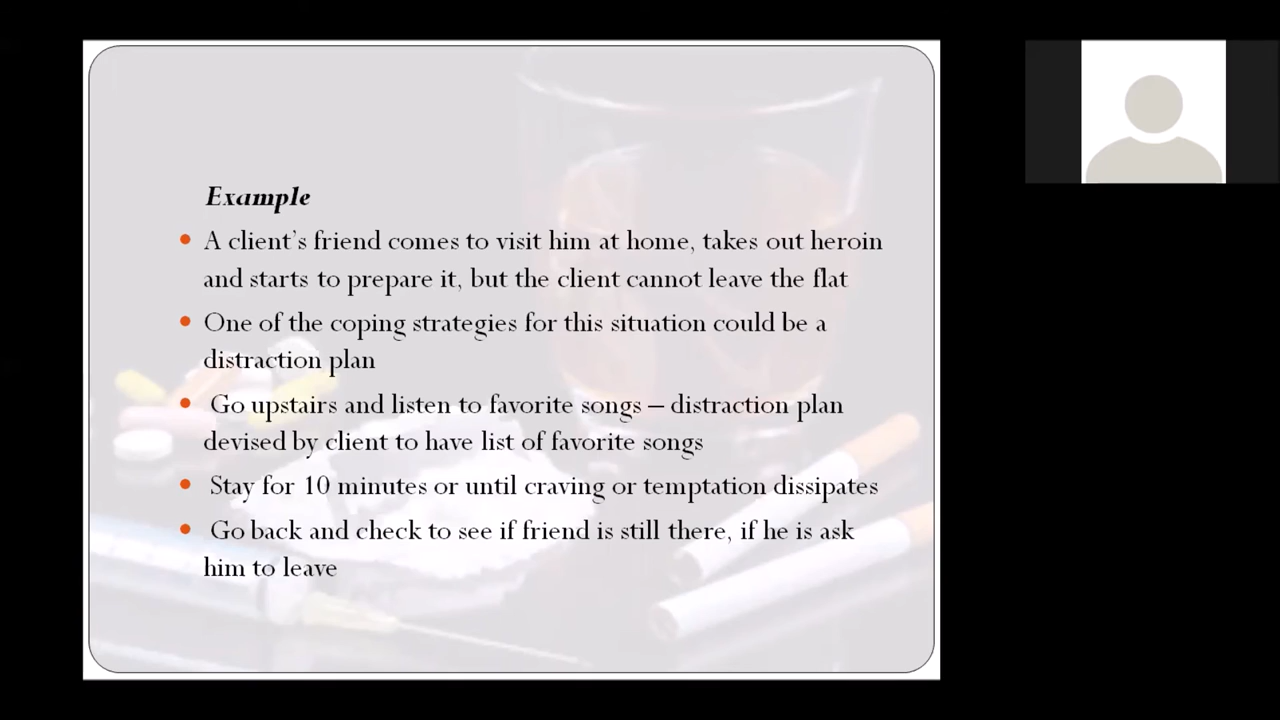 Example
A client's friend comes to visit him at home, takes out heroin
and starts to prepare it, but the client cannot leave the flat
One of the coping strategies for this situation could be a
distraction plan
Go upstairs and listen to favorite songs – distraction plan
devised by client to have list of favorite songs
Stay for 10 minutes or until craving or temptation dissipates
Go back and check to see if friend is still there, if he is ask
him to leave